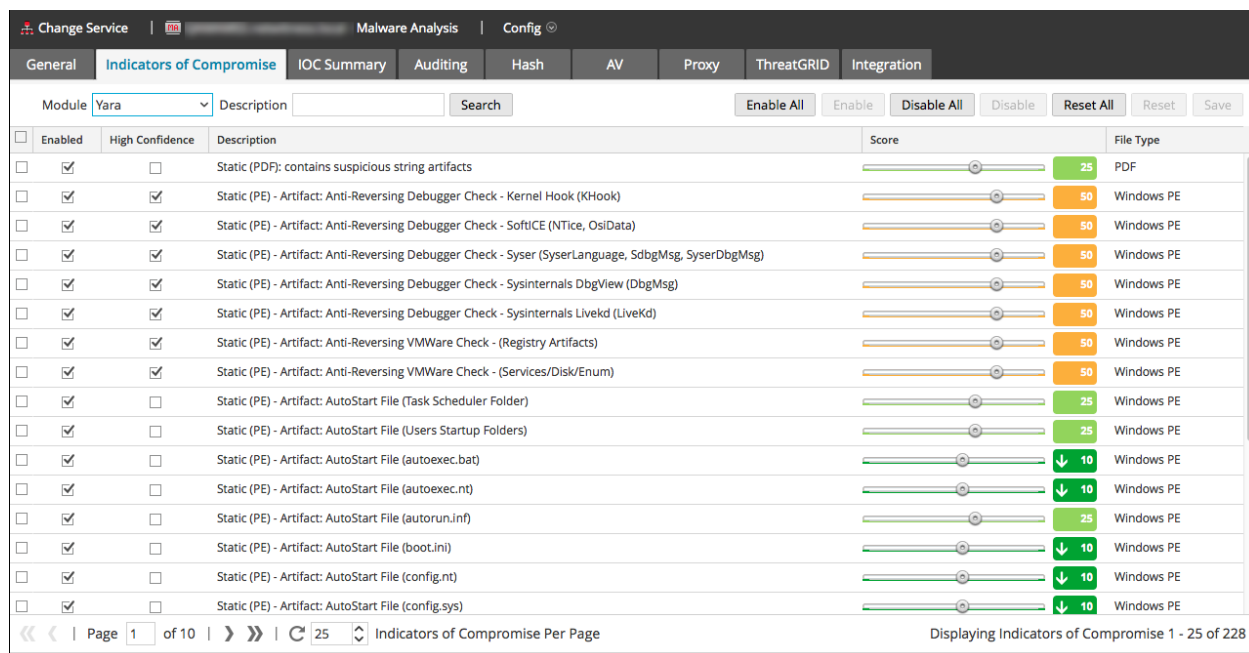 Change Service | MA Malware Analysis | Config
General Indicators of Compromise IOC Summary Auditing Hash AV Proxy ThreatGRID Integration
Module Yara Description Search Enable All Enable Disable All Disable Reset All Reset Save
Enabled High Confidence Description Score File Type
Static (PDF): contains suspicious string artifacts 25 PDF
Static (PE) - Artifact: Anti-Reversing Debugger Check - Kernel Hook (KHook) 50 Windows PE
Static (PE) - Artifact: Anti-Reversing Debugger Check - SoftICE (NTice, OsiData) 50 Windows PE
Static (PE) - Artifact: Anti-Reversing Debugger Check - Syser (SyserLanguage, SdbgMsg, SyserDbgMsg) 50 Windows PE
Static (PE) - Artifact: Anti-Reversing Debugger Check - Sysinternals DbgView (DbgMsg) 50 Windows PE
Static (PE) - Artifact: Anti-Reversing Debugger Check - Sysinternals Livekd (LiveKd) 50 Windows PE
Static (PE) - Artifact: Anti-Reversing VMWare Check - (Registry Artifacts) 50 Windows PE
Static (PE) - Artifact: Anti-Reversing VMWare Check - (Services/Disk/Enum) 50 Windows PE
Static (PE) - Artifact: AutoStart File (Task Scheduler Folder) 25 Windows PE
Static (PE) - Artifact: AutoStart File (Users Startup Folders) 25 Windows PE
Static (PE) - Artifact: AutoStart File (autoexec.bat) 10 Windows PE
Static (PE) - Artifact: AutoStart File (autoexec.nt) 10 Windows PE
Static (PE) - Artifact: AutoStart File (autorun.inf) 25 Windows PE
Static (PE) - Artifact: AutoStart File (boot.ini) 10 Windows PE
Static (PE) - Artifact: AutoStart File (config.nt) 10 Windows PE
Static (PE) - Artifact: AutoStart File (config.sys) 10 Windows PE
Page 1 of 10 | 25 Indicators of Compromise Per Page Displaying Indicators of Compromise 1 - 25 of 228